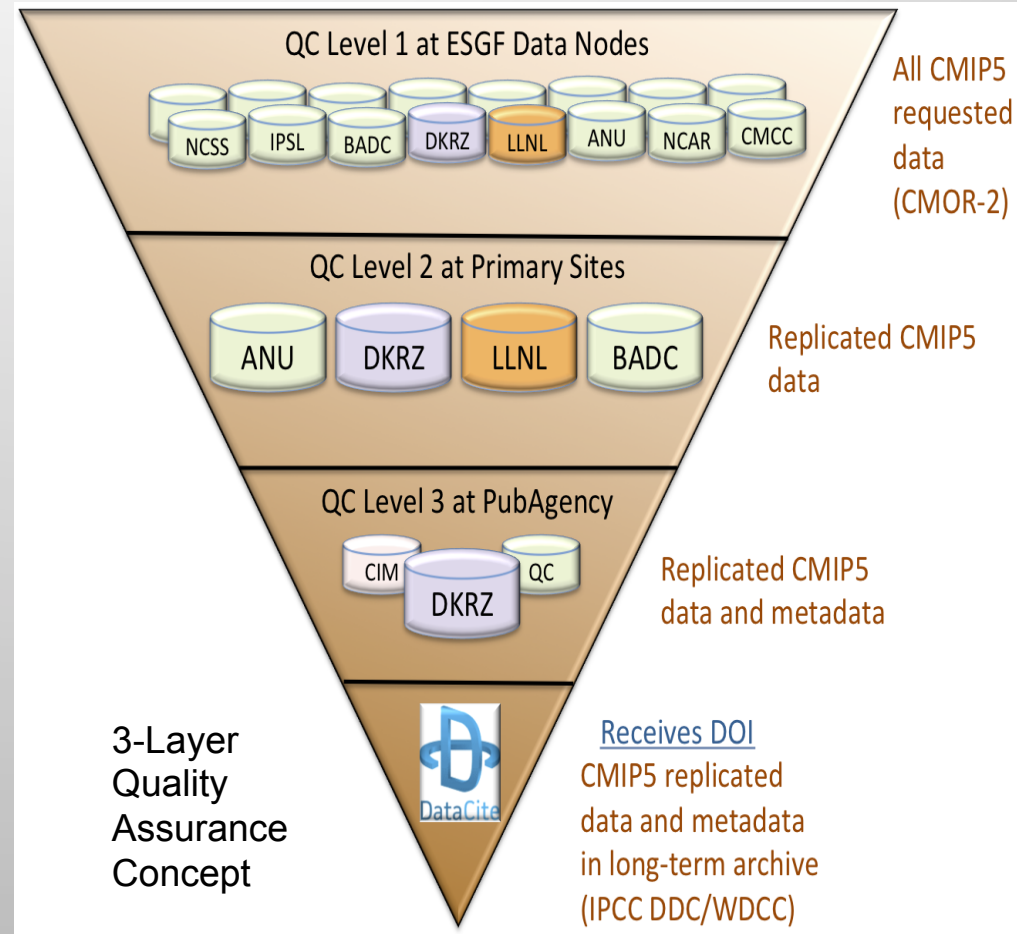 QC Level 1 at ESGF Data Nodes
NCSS
IPSL
BADC
DKRZ
LLNL
ANU
NCAR
CMCC
All CMIP5
requested
data
(CMOR-2)
QC Level 2 at Primary Sites
ANU
DKRZ
LLNL
BADC
Replicated CMIP5
data
QC Level 3 at PubAgency
CIM
DKRZ
QC
Replicated CMIP5
data and metadata
DataCite
3-Layer
Quality
Assurance
Concept
Receives DOI
CMIP5 replicated
data and metadata
in long-term archive
(IPCC DDC/WDCC)